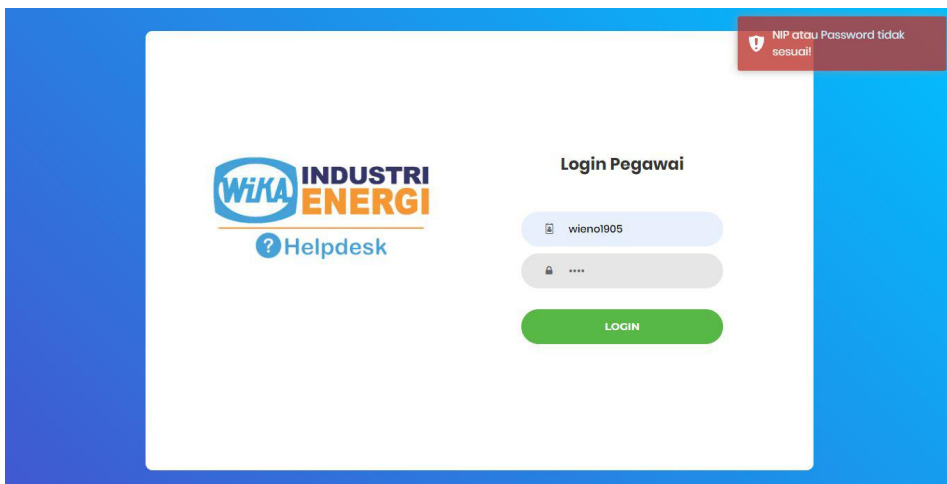 NIP atau Password tidak
sesuai!
WiKA
INDUSTRI
ENERGI
?Helpdesk
Login Pegawai
wieno1905
••••
LOGIN